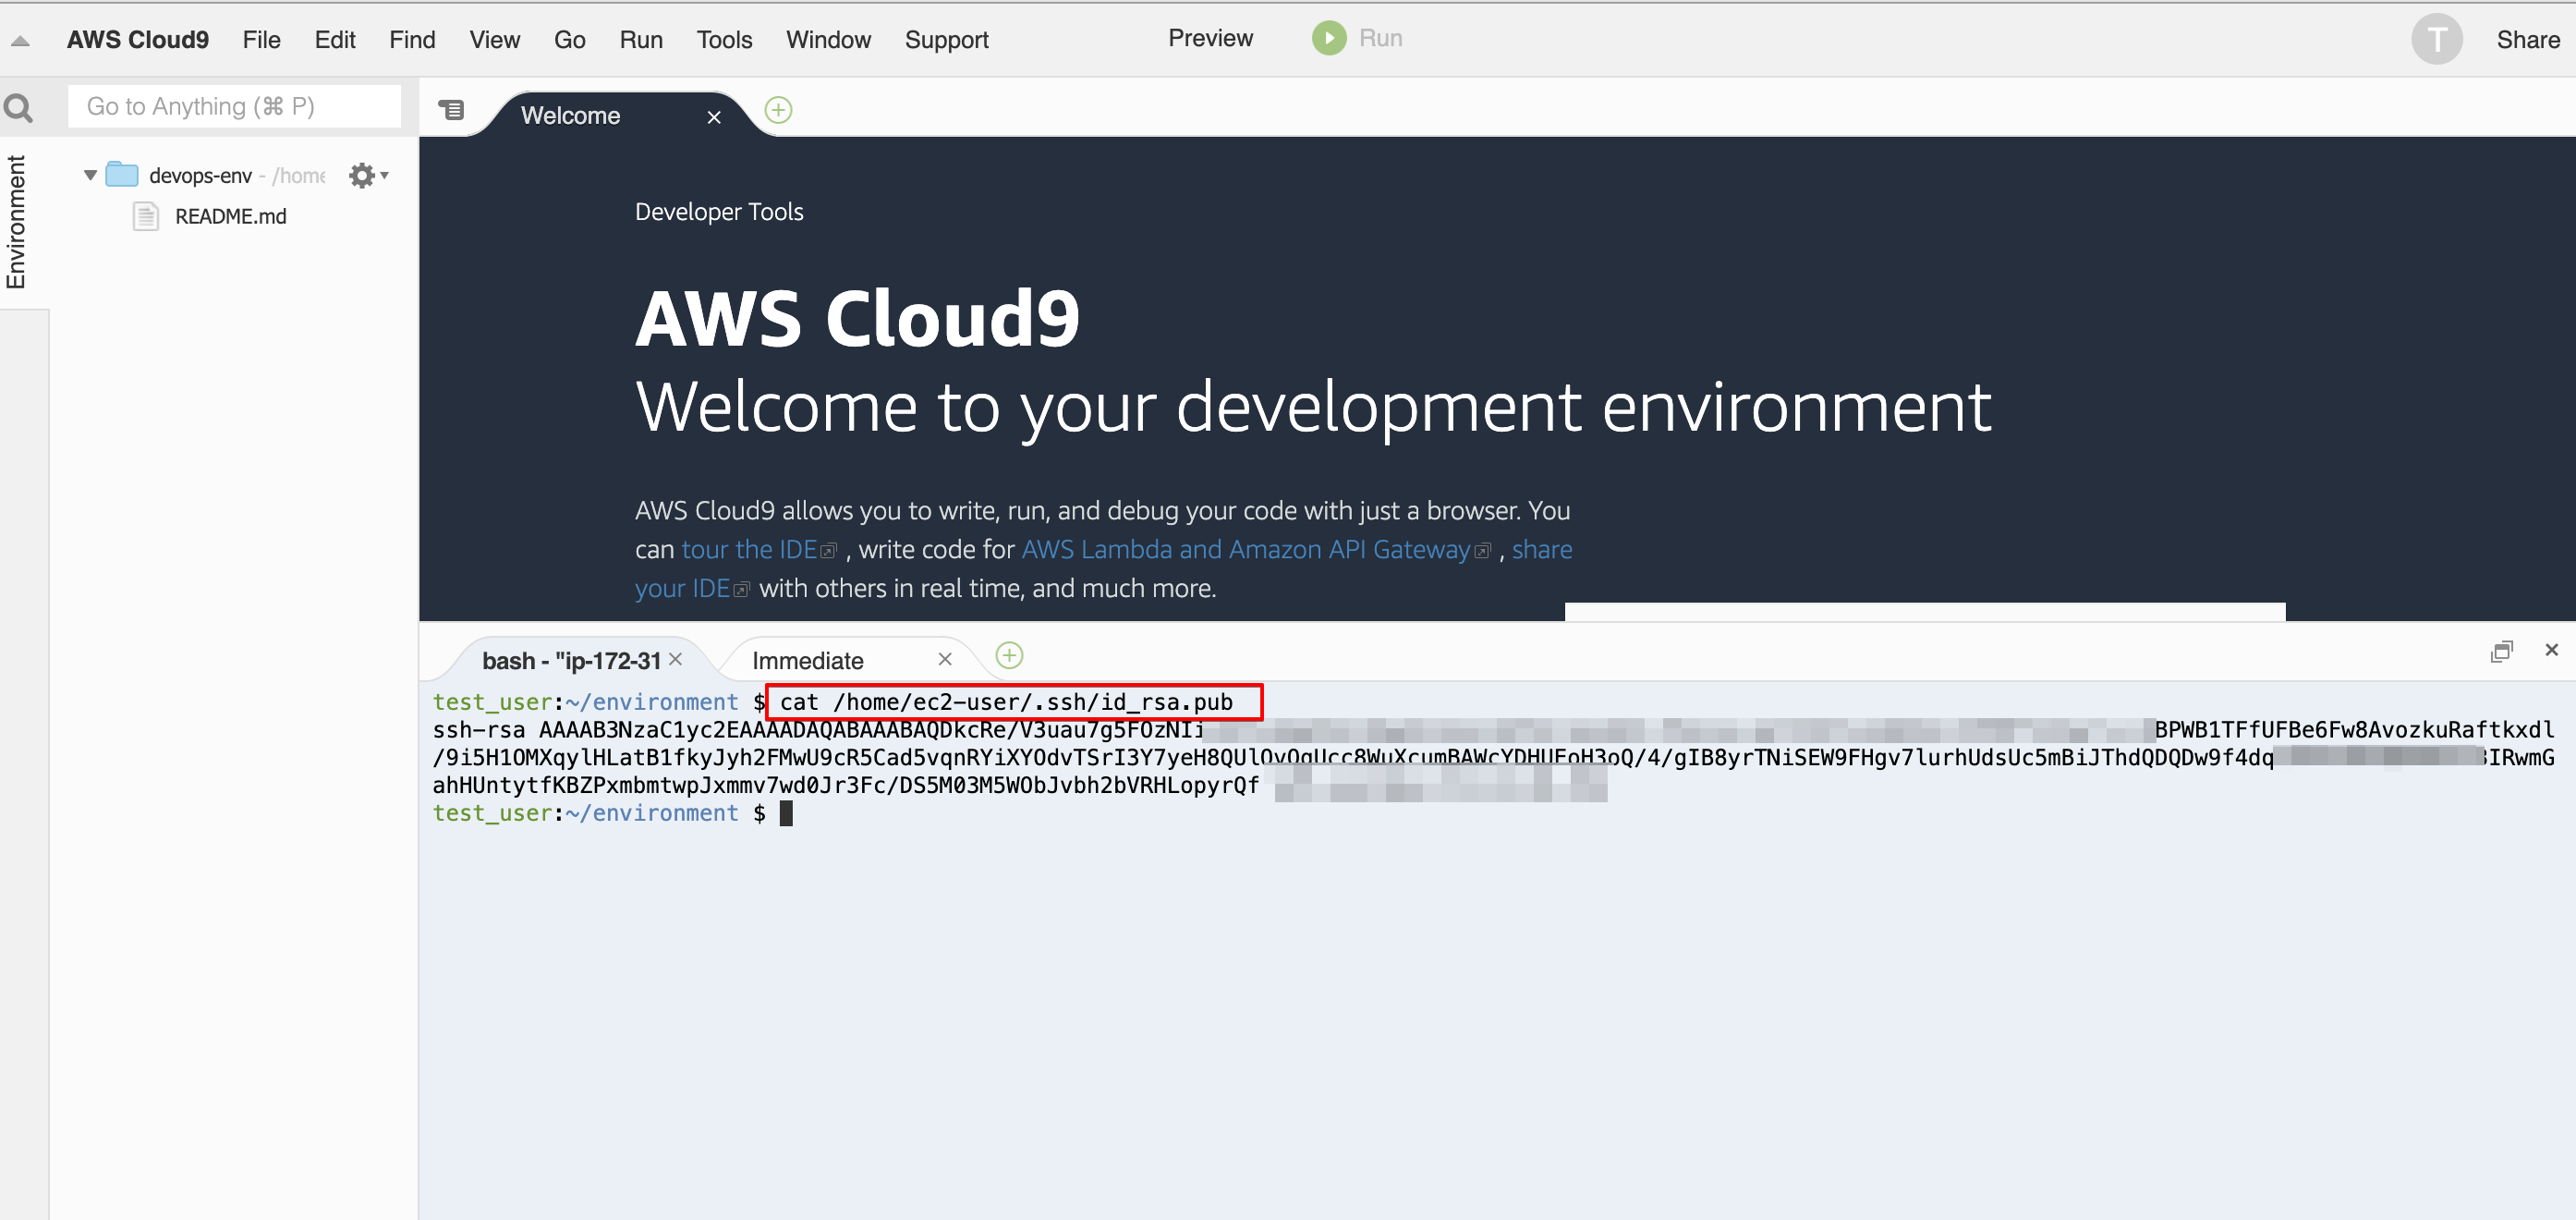 AWS Cloud9 File Edit Find View Go Run Tools Window Support Preview Run T Share
Go to Anything (⌘ P)
Welcome
Environment
devops-env - /home
README.md
Developer Tools
AWS Cloud9
Welcome to your development environment
AWS Cloud9 allows you to write, run, and debug your code with just a browser. You
can tour the IDE , write code for AWS Lambda and Amazon API Gateway , share
your IDE with others in real time, and much more.
bash - "ip-172-31 Immediate
test_user:~/environment $ cat /home/ec2-user/.ssh/id_rsa.pub
ssh-rsa AAAAB3NzaC1yc2EAAAADAQABAAABAQDkcRe/V3uau7g5FOzNIi BPWB1TFfUFBe6Fw8AvozkuRaftkxdl
/9i5H1OMXqylHLatB1fkyJyh2FMwU9cR5Cad5vqnRYiXYOdvTSrI3Y7yeH8QUlOvOgUcc8WuXcumBAWcYDHUEoH3oQ/4/gIB8yrTNiSEW9FHgv7lurhUdsUc5mBiJThdQDQDw9f4dq IRwmG
ahHUntytfKBZPxmbmtwpJxmmv7wd0Jr3Fc/DS5M03M5WObJvbh2bVRHLopyrQf
test_user:~/environment $